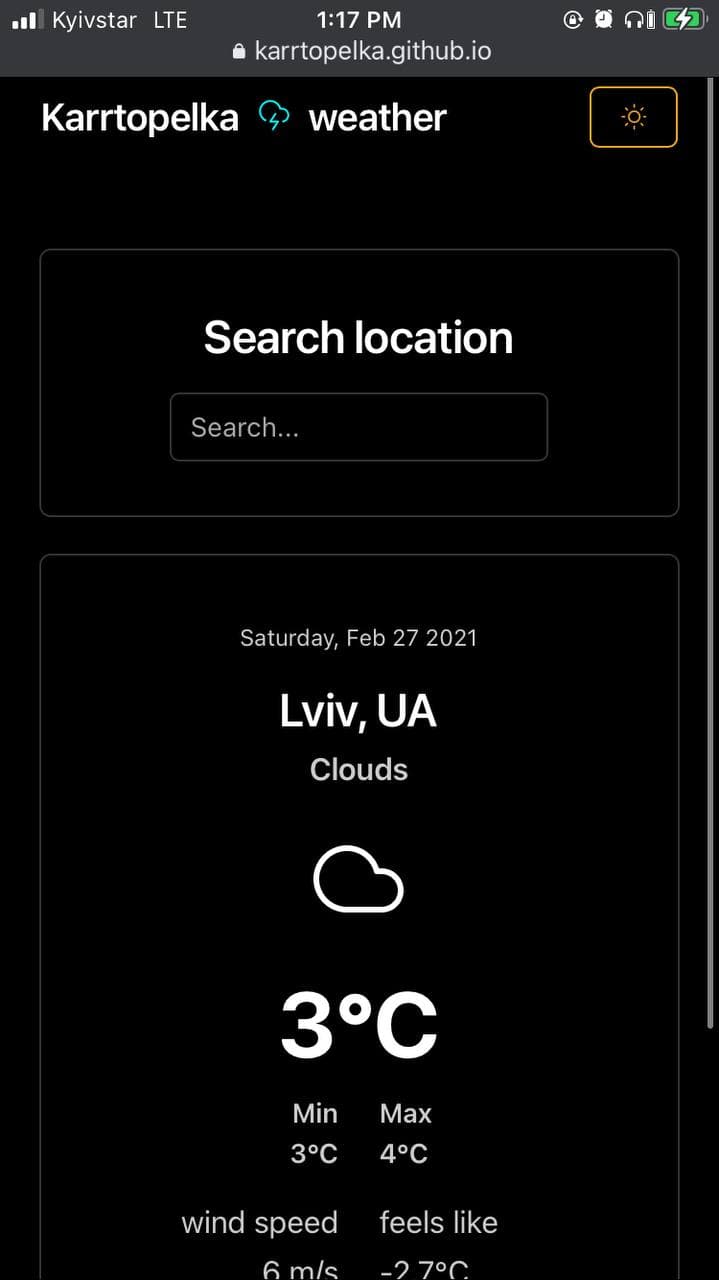 Kyivstar LTE 1:17 PM
karrtopelka.github.io
Karrtopelka weather
Search location
Search...
Saturday, Feb 27 2021
Lviv, UA
Clouds
3°C
Min Max
3°C 4°C
wind speed feels like
6 m/s -2.7°C